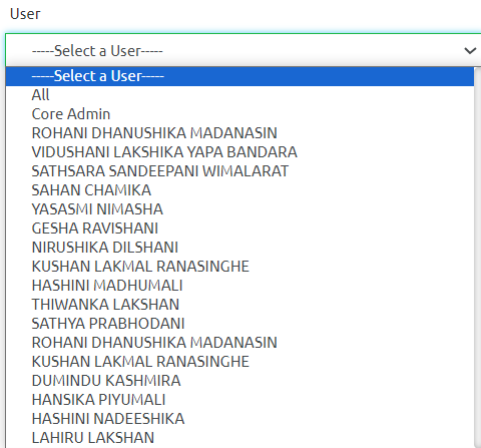 User
-----Select a User-----
-----Select a User-----
All
Core Admin
ROHANI DHANUSHIKA MADANASIN
VIDUSHANI LAKSHIKA YAPA BANDARA
SATHSARA SANDEEPANI WIMALARAT
SAHAN CHAMIKA
YASASMI NIMASHA
GESHA RAVISHANI
NIRUSHIKA DILSHANI
KUSHAN LAKMAL RANASINGHE
HASHINI MADHUMALI
THIWANKA LAKSHAN
SATHYA PRABHODANI
ROHANI DHANUSHIKA MADANASIN
KUSHAN LAKMAL RANASINGHE
DUMINDU KASHMIRA
HANSIKA PIYUMALI
HASHINI NADEESHIKA
LAHIRU LAKSHAN